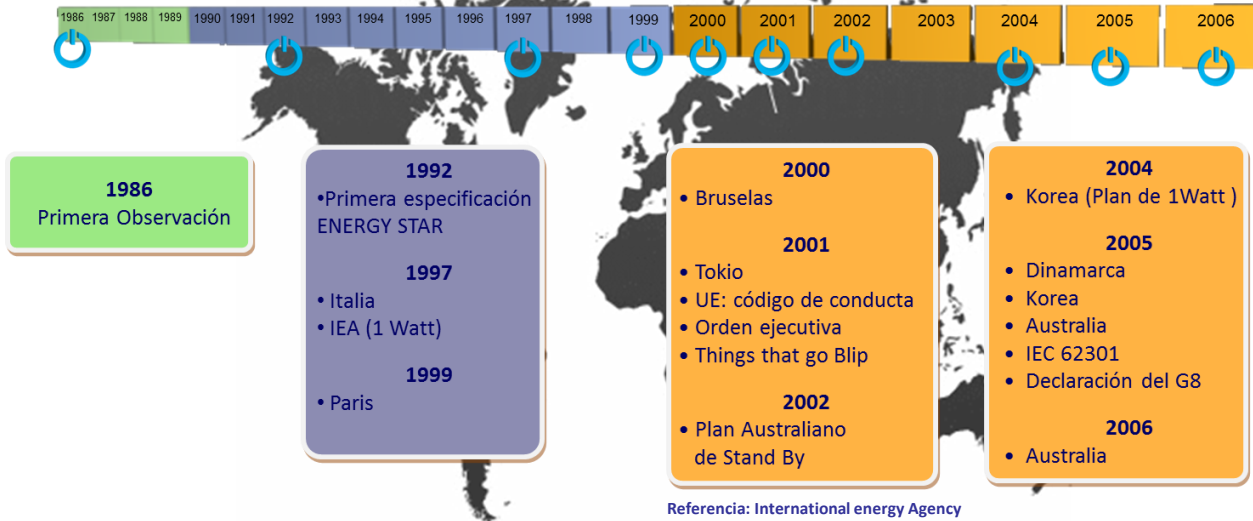 1986 1987 1988 1989 1990 1991 1992 1993 1994 1995 1996 1997 1998 1999 2000 2001 2002 2003 2004 2005 2006
1986
Primera Observación
1992
•Primera especificación
ENERGY STAR
1997
• Italia
• IEA (1 Watt)
1999
• Paris
2000
• Bruselas
2001
• Tokio
• UE: código de conducta
• Orden ejecutiva
• Things that go Blip
2002
• Plan Australiano
de Stand By
2004
• Korea (Plan de 1Watt )
2005
• Dinamarca
• Korea
• Australia
• IEC 62301
• Declaración del G8
2006
• Australia
Referencia: International energy Agency